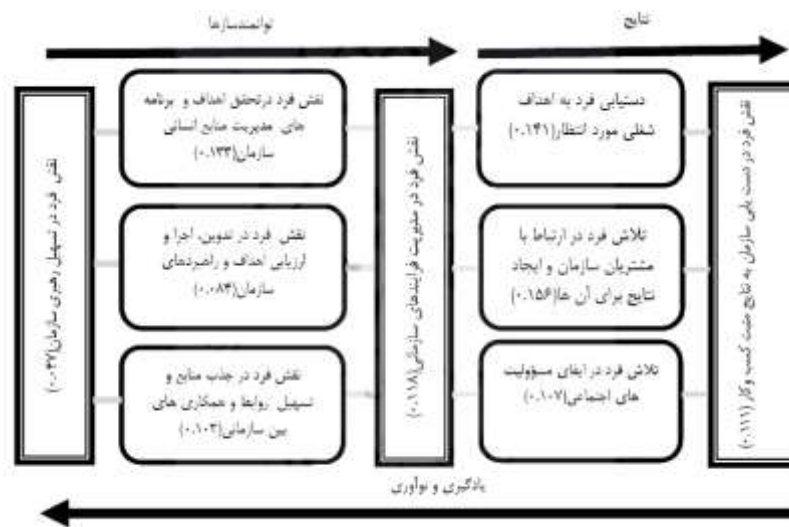 توانمندسازها
نتایج
نقش فرد در تسهیل رهبری سازمان(۰.۰۴۷)
نقش فرد درتحقق اهداف و برنامه
های مدیریت منابع انسانی
سازمان(۰.۱۳۳)
نقش فرد در تدوین، اجرا و
ارزیابی اهداف و راهبردهای
سازمان(۰.۰۸۴)
نقش فرد در جذب منابع و
تسهیل روابط و همکاری های
بین سازمانی(۰.۱۰۲)
نقش فرد در مدیریت فرایندهای سازمانی(۰.۱۱۸)
دستیابی فرد به اهداف
شغلی مورد انتظار(۰.۱۴۱)
تلاش فرد در ارتباط با
مشتریان سازمان و ایجاد
نتایج برای آن ها(۰.۱۵۶)
تلاش فرد در ایفای مسؤولیت
های اجتماعی(۰.۱۰۷)
نقش فرد در دست یابی سازمان به نتایج مثبت کسب وکار (۰.۱۱۱)
یادگیری و نوآوری